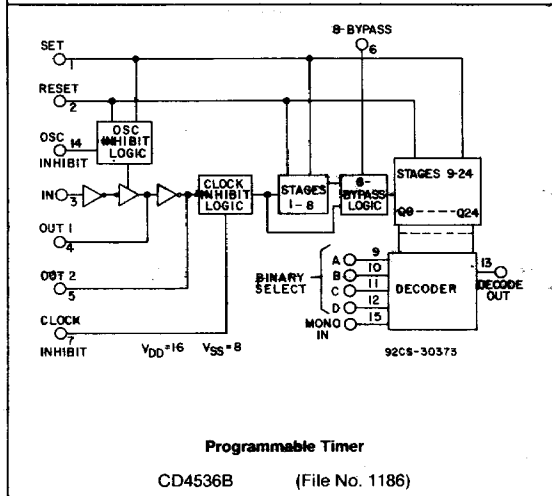 8-BYPASS
6
SET
1
RESET
2
OSC 14
INHIBIT
OSC
INHIBIT
LOGIC
IN
3
CLOCK
INHIBIT
LOGIC
STAGES
1-8
8-BYPASS
LOGIC
STAGES 9-24
Q9 Q24
OUT 1
4
OUT 2
5
CLOCK
7
INHIBIT
BINARY
SELECT
A 9
B 10
C 11
D 12
MONO 15
IN
DECODER
13
DECODE
OUT
VDD=16 VSS=8
92CS-30373
Programmable Timer
CD4536B (File No. 1186)